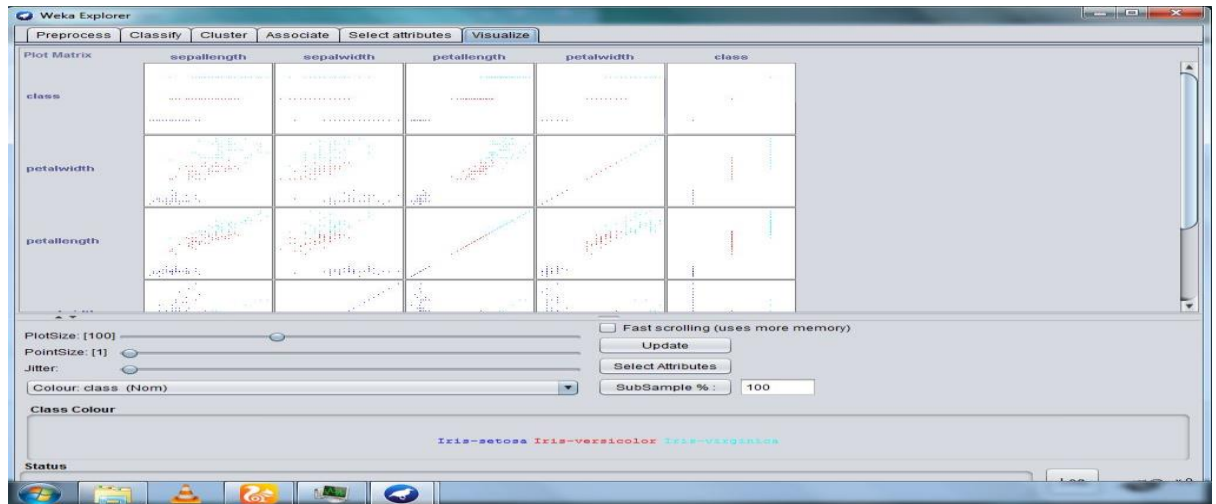 Weka Explorer
Preprocess Classify Cluster Associate Select attributes Visualize
Plot Matrix sepallength sepalwidth petallength petalwidth class
class
petalwidth
petallength
PlotSize: [100]
PointSize: [1]
Jitter:
Fast scrolling (uses more memory)
Update
Select Attributes
Colour: class (Nom)
SubSample % : 100
Class Colour
Iris-setosa Iris-versicolor Iris-virginica
Status